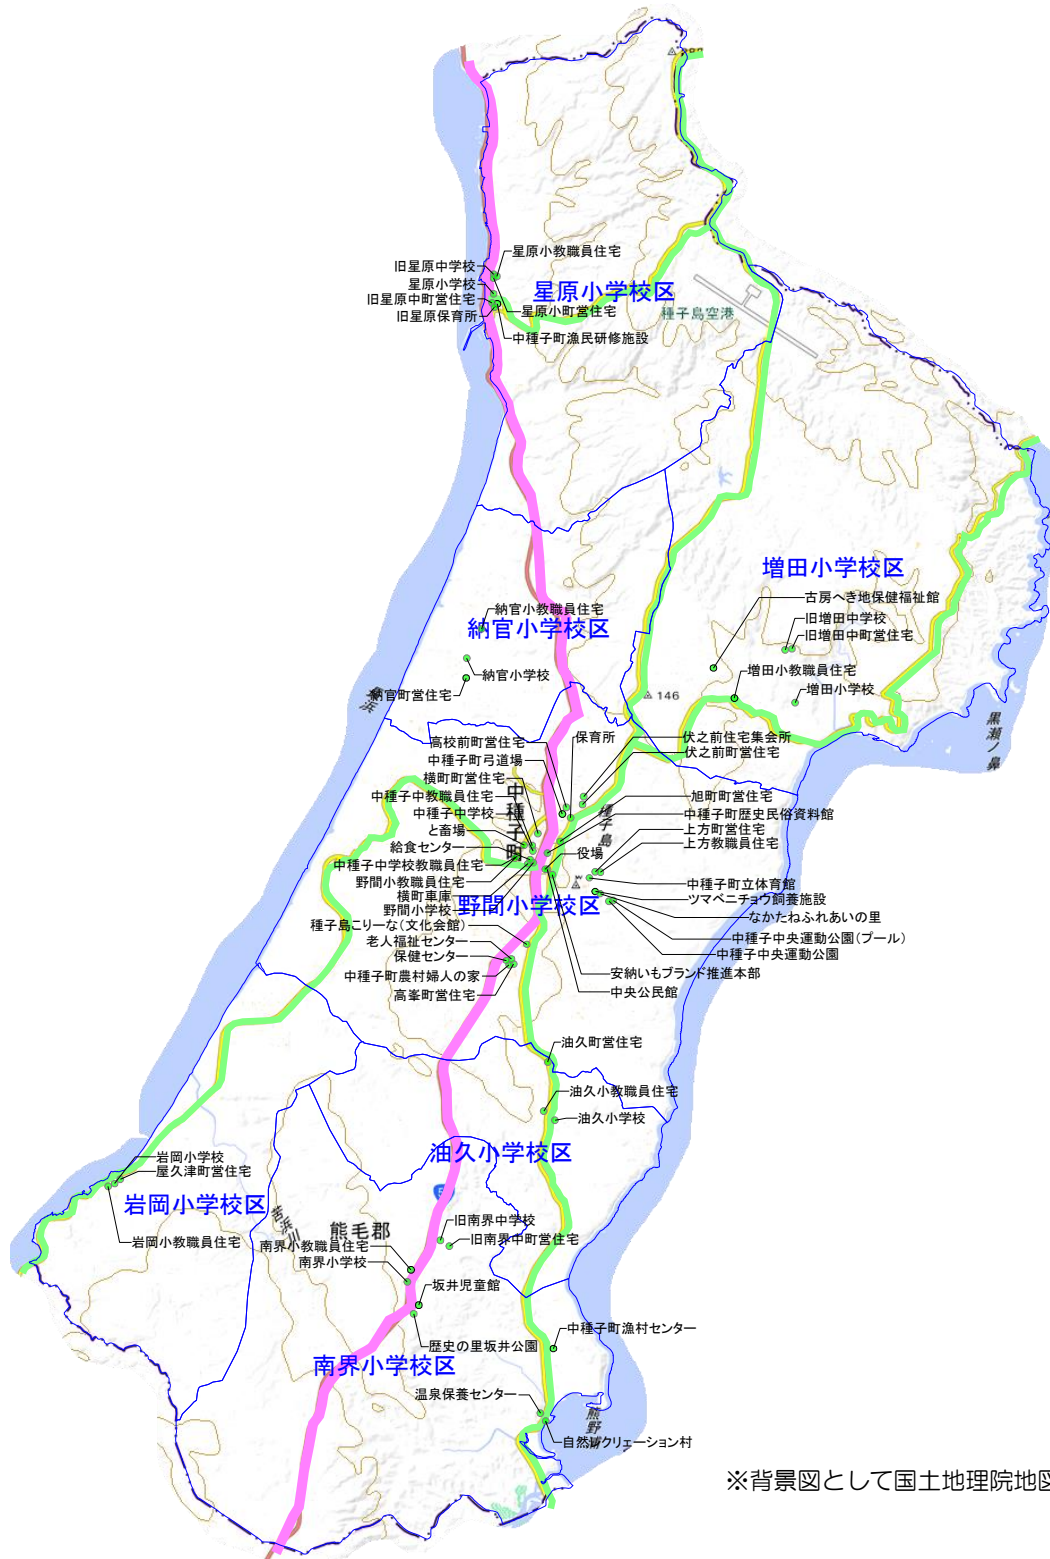 星原小教職員住宅
旧星原中学校
星原小学校
旧星原中町営住宅
旧星原保育所
星原小学校区
星原小町営住宅
中種子町漁民研修施設
種子島空港
増田小学校区
古房へき地保健福祉館
旧増田中学校
旧増田中町営住宅
増田小教職員住宅
増田小学校
納官小教職員住宅
納官小学校区
納官小学校
納官町営住宅
146
黒瀬ノ鼻
高校前町営住宅
保育所
伏之前住宅集会所
伏之前町営住宅
中種子町弓道場
横町町営住宅
中種子中教職員住宅
中種子中学校
と畜場
給食センター
中種子中学校教職員住宅
野間小教職員住宅
横町車庫
野間小学校
中種子町
種子島
旭町町営住宅
中種子町歴史民俗資料館
上方町営住宅
上方教職員住宅
役場
中種子町立体育館
ツマベニチョウ飼養施設
なかたねふれあいの里
中種子中央運動公園(プール)
中種子中央運動公園
野間小学校区
種子島こりーな(文化会館)
老人福祉センター
保健センター
中種子町農村婦人の家
高峯町営住宅
安納いもブランド推進本部
中央公民館
油久町営住宅
油久小教職員住宅
油久小学校
油久小学校区
岩岡小学校
屋久津町営住宅
岩岡小学校区
岩岡小教職員住宅
苦浜川
熊毛郡
旧南界中学校
旧南界中町営住宅
南界小教職員住宅
南界小学校
坂井児童館
歴史の里坂井公園
南界小学校区
中種子町漁村センター
温泉保養センター
熊野浦
自然レクリェーション村
※背景図として国土地理院地図